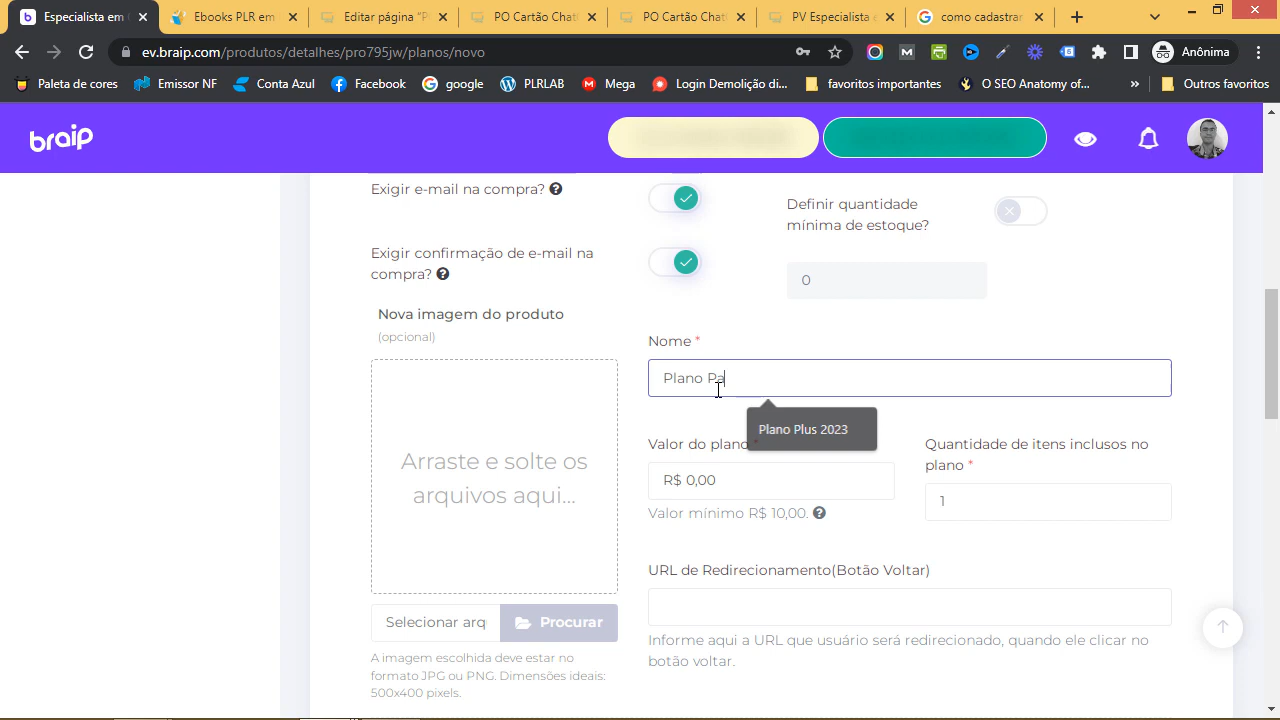 Especialista em C
Ebooks PLR em
Editar página "P
PO Cartão Chat
PO Cartão Chat
PV Especialista e
como cadastrar
ev.braip.com/produtos/detalhes/pro795jw/planos/novo
Anônima
Paleta de cores
Emissor NF
Conta Azul
Facebook
google
PLRLAB
Mega
Login Demolição di...
favoritos importantes
O SEO Anatomy of...
Outros favoritos
braip
Exigir e-mail na compra?
Definir quantidade
mínima de estoque?
Exigir confirmação de e-mail na
compra?
0
Nova imagem do produto
(opcional)
Nome *
Plano Pa
Plano Plus 2023
Arraste e solte os
arquivos aqui...
Valor do plano *
Quantidade de itens inclusos no
plano *
R$ 0,00
1
Valor mínimo R$ 10,00.
URL de Redirecionamento(Botão Voltar)
Selecionar arq
Procurar
Informe aqui a URL que usuário será redirecionado, quando ele clicar no
botão voltar.
A imagem escolhida deve estar no
formato JPG ou PNG. Dimensões ideais:
500x400 pixels.